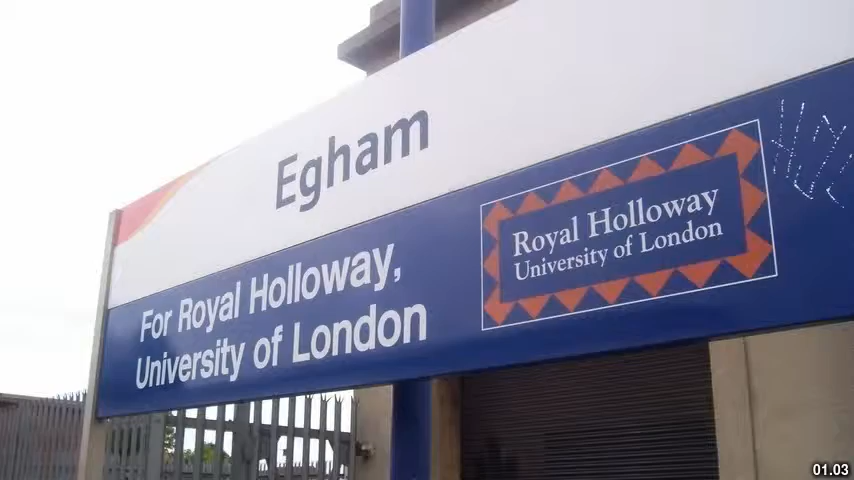 Egham
For Royal Holloway,
University of London
Royal Holloway
University of London
01.03